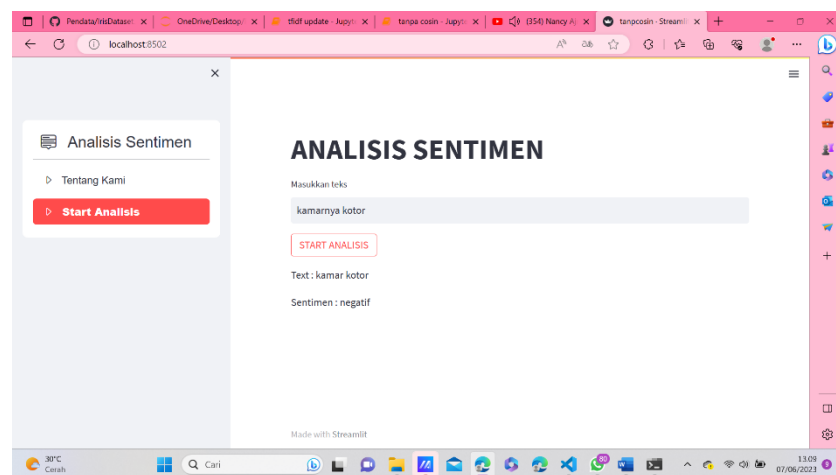 Pendata/IrisDataset
OneDrive/Desktop/
tfidf update - Jupyt
tanpa cosin - Jupyt
(354) Nancy Aj
tanpcosin · Streamlit
localhost:8502
Analisis Sentimen
Tentang Kami
Start Analisis
ANALISIS SENTIMEN
Masukkan teks
kamarnya kotor
START ANALISIS
Text : kamar kotor
Sentimen : negatif
Made with Streamlit
30°C
Cerah
Cari
80
13.09
07/06/2023